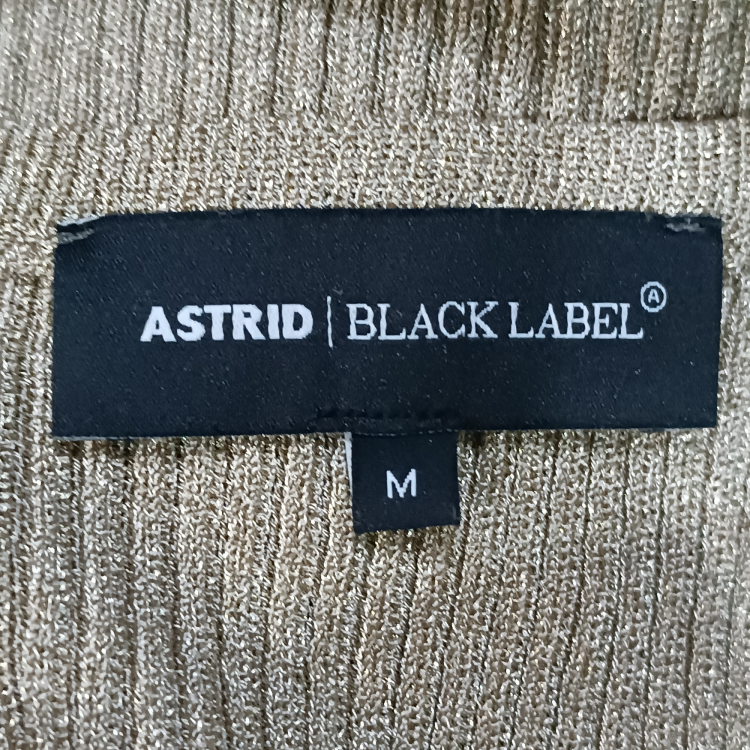 ASTRID | BLACK LABEL Ⓐ
M